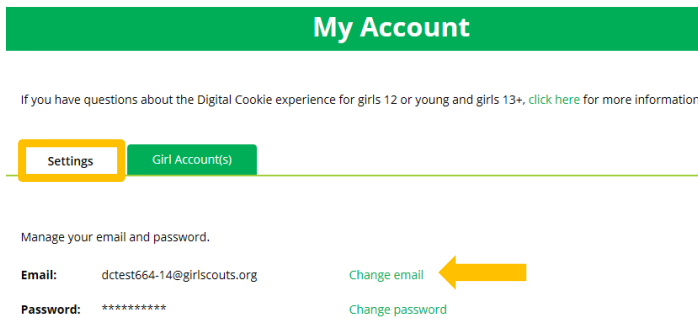 My Account
If you have questions about the Digital Cookie experience for girls 12 or young and girls 13+, click here for more information
Settings
Girl Account(s)
Manage your email and password.
Email: dctest664-14@girlscouts.org Change email
Password: ********** Change password